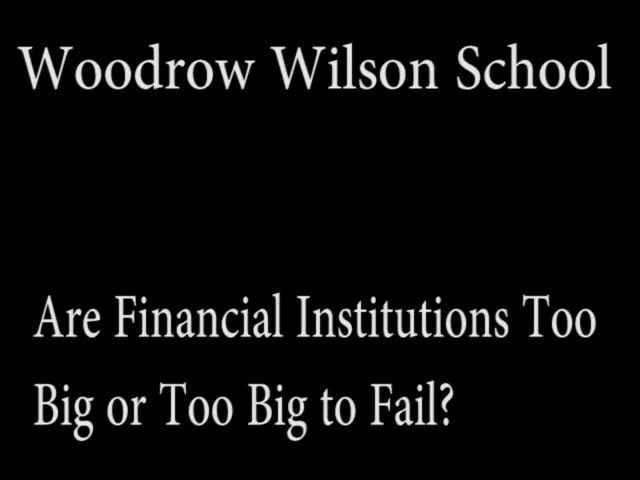 Woodrow Wilson School
Are Financial Institutions Too
Big or Too Big to Fail?